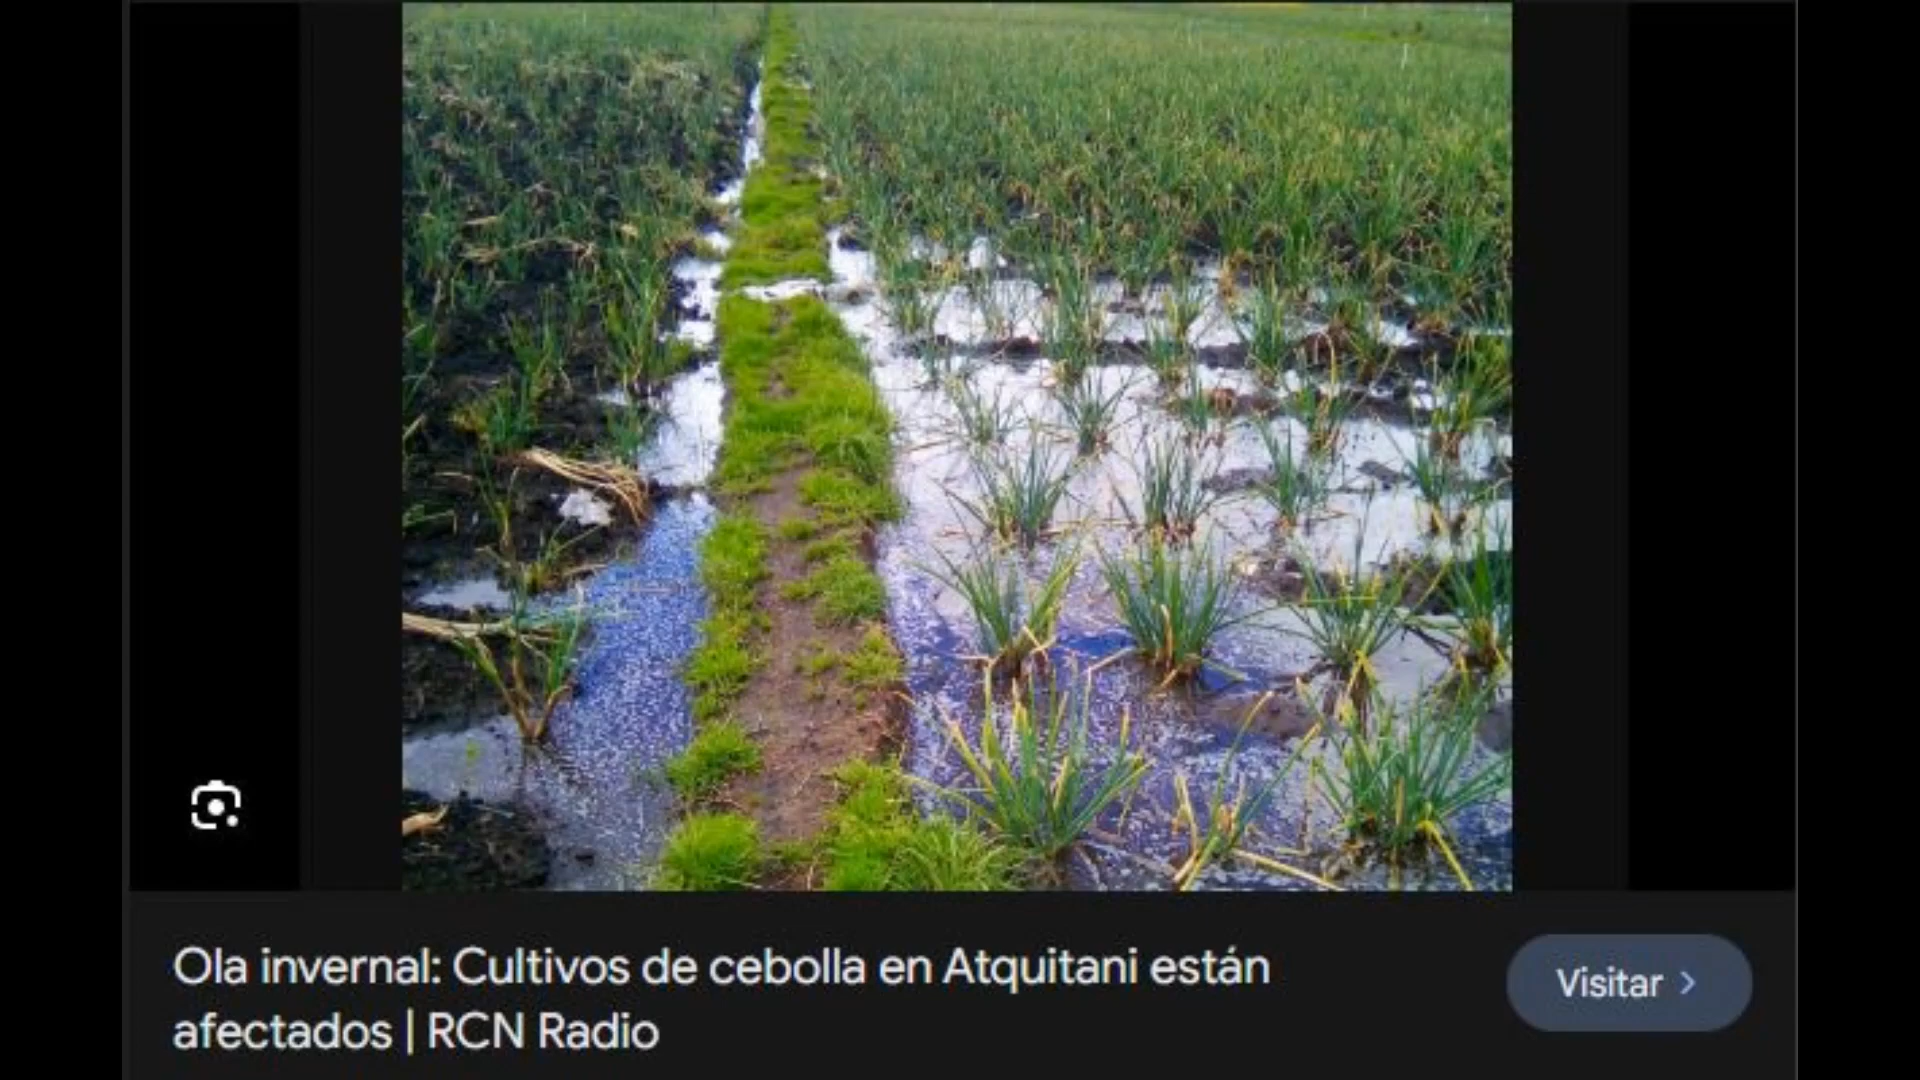 Ola invernal: Cultivos de cebolla en Atquitani están
afectados | RCN Radio
Visitar